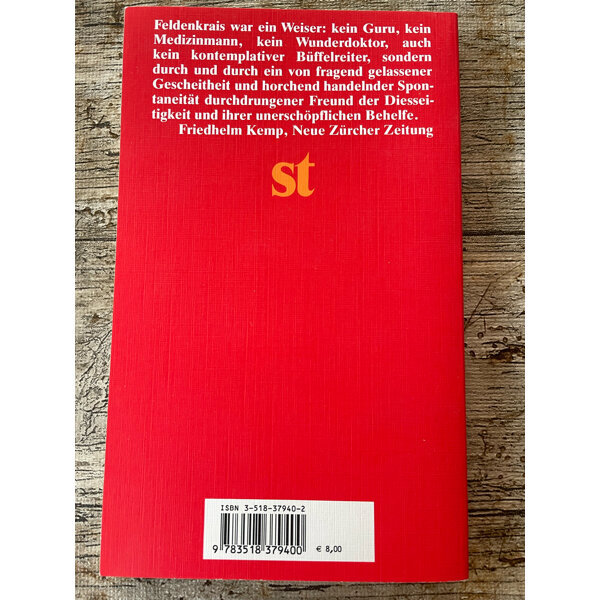 Feldenkrais war ein Weiser: kein Guru, kein
Medizinmann, kein Wunderdoktor, auch
kein kontemplativer Büffelreiter, sondern
durch und durch ein von fragend gelassener
Gescheitheit und horchend handelnder Spon-
taneität durchdrungener Freund der Diessei-
tigkeit und ihrer unerschöpflichen Behelfe.
Friedhelm Kemp, Neue Zürcher Zeitung
st
ISBN 3-518-37940-2
9 783518 379400
€ 8,00